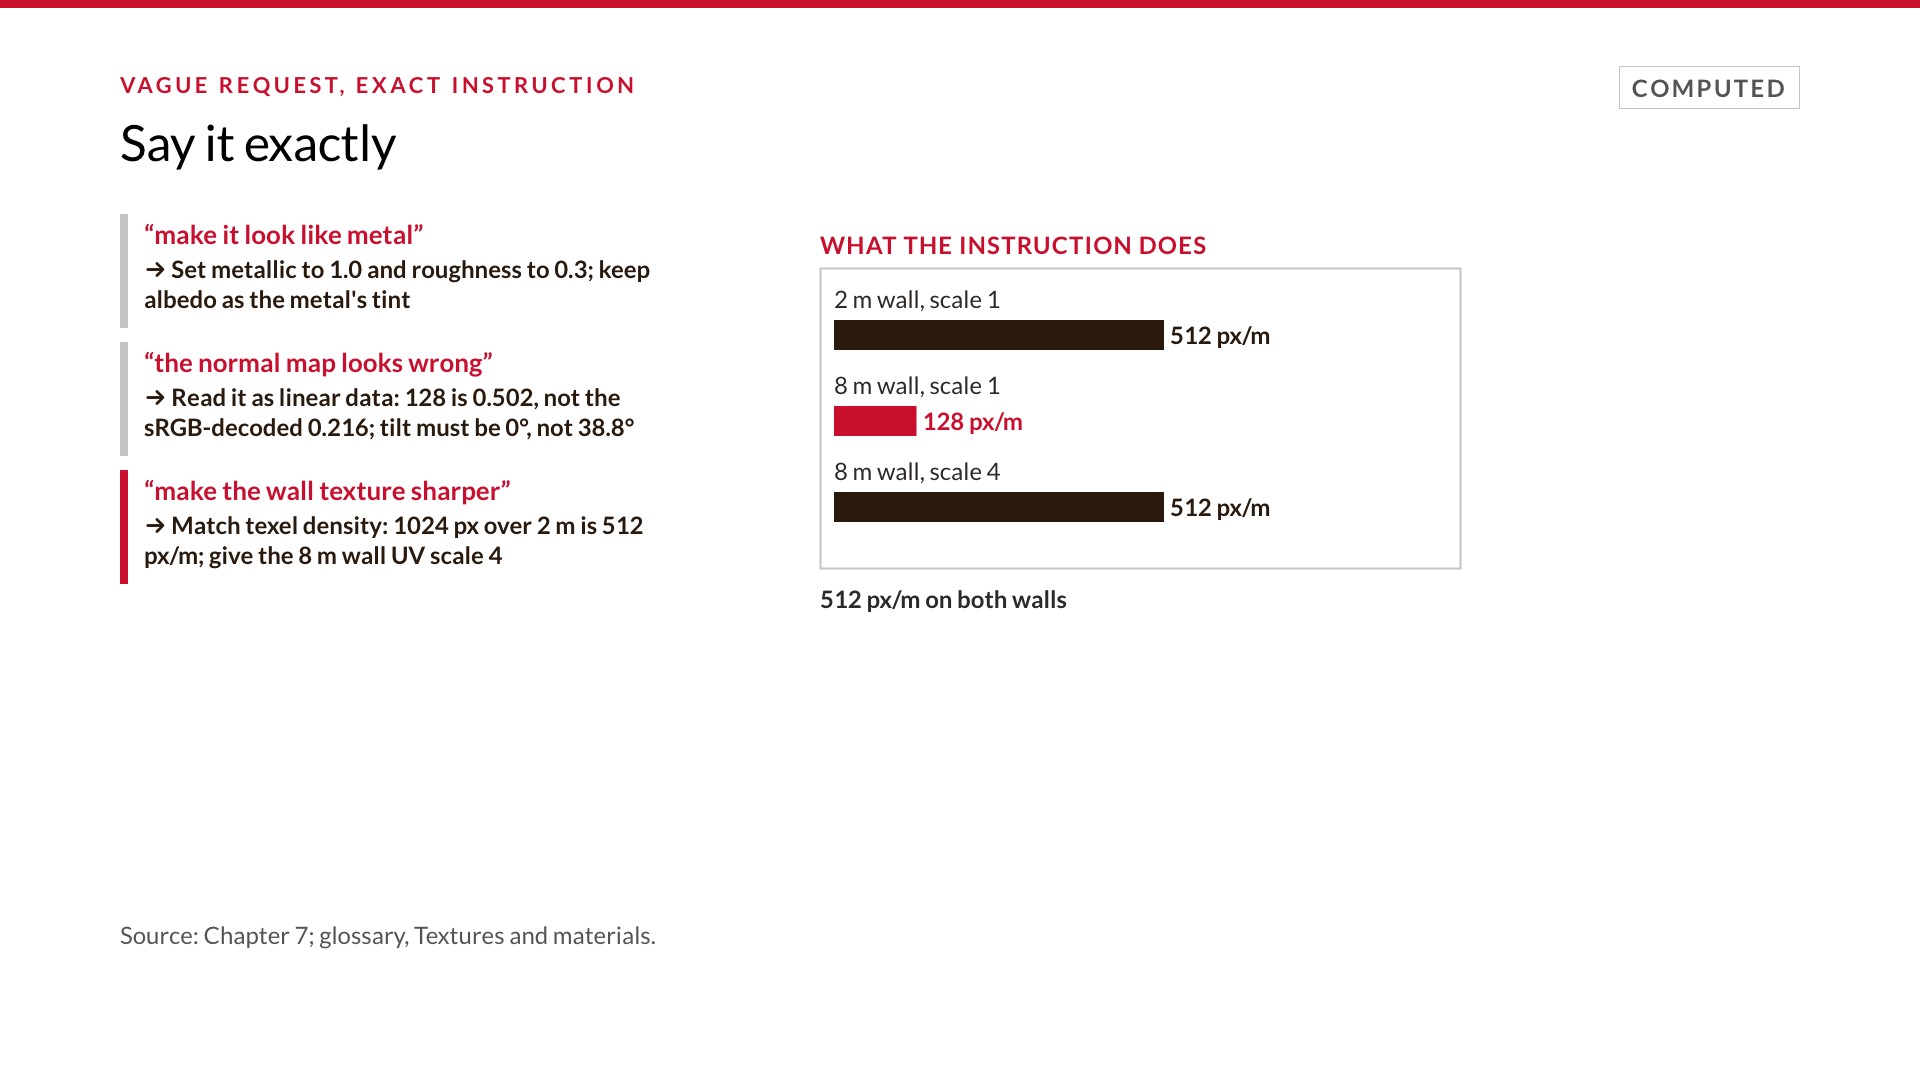 VAGUE REQUEST, EXACT INSTRUCTION
COMPUTED
Say it exactly
“make it look like metal”
→ Set metallic to 1.0 and roughness to 0.3; keep
albedo as the metal's tint
“the normal map looks wrong”
→ Read it as linear data: 128 is 0.502, not the
sRGB-decoded 0.216; tilt must be 0°, not 38.8°
“make the wall texture sharper”
→ Match texel density: 1024 px over 2 m is 512
px/m; give the 8 m wall UV scale 4
WHAT THE INSTRUCTION DOES
2 m wall, scale 1
512 px/m
8 m wall, scale 1
128 px/m
8 m wall, scale 4
512 px/m
512 px/m on both walls
Source: Chapter 7; glossary, Textures and materials.